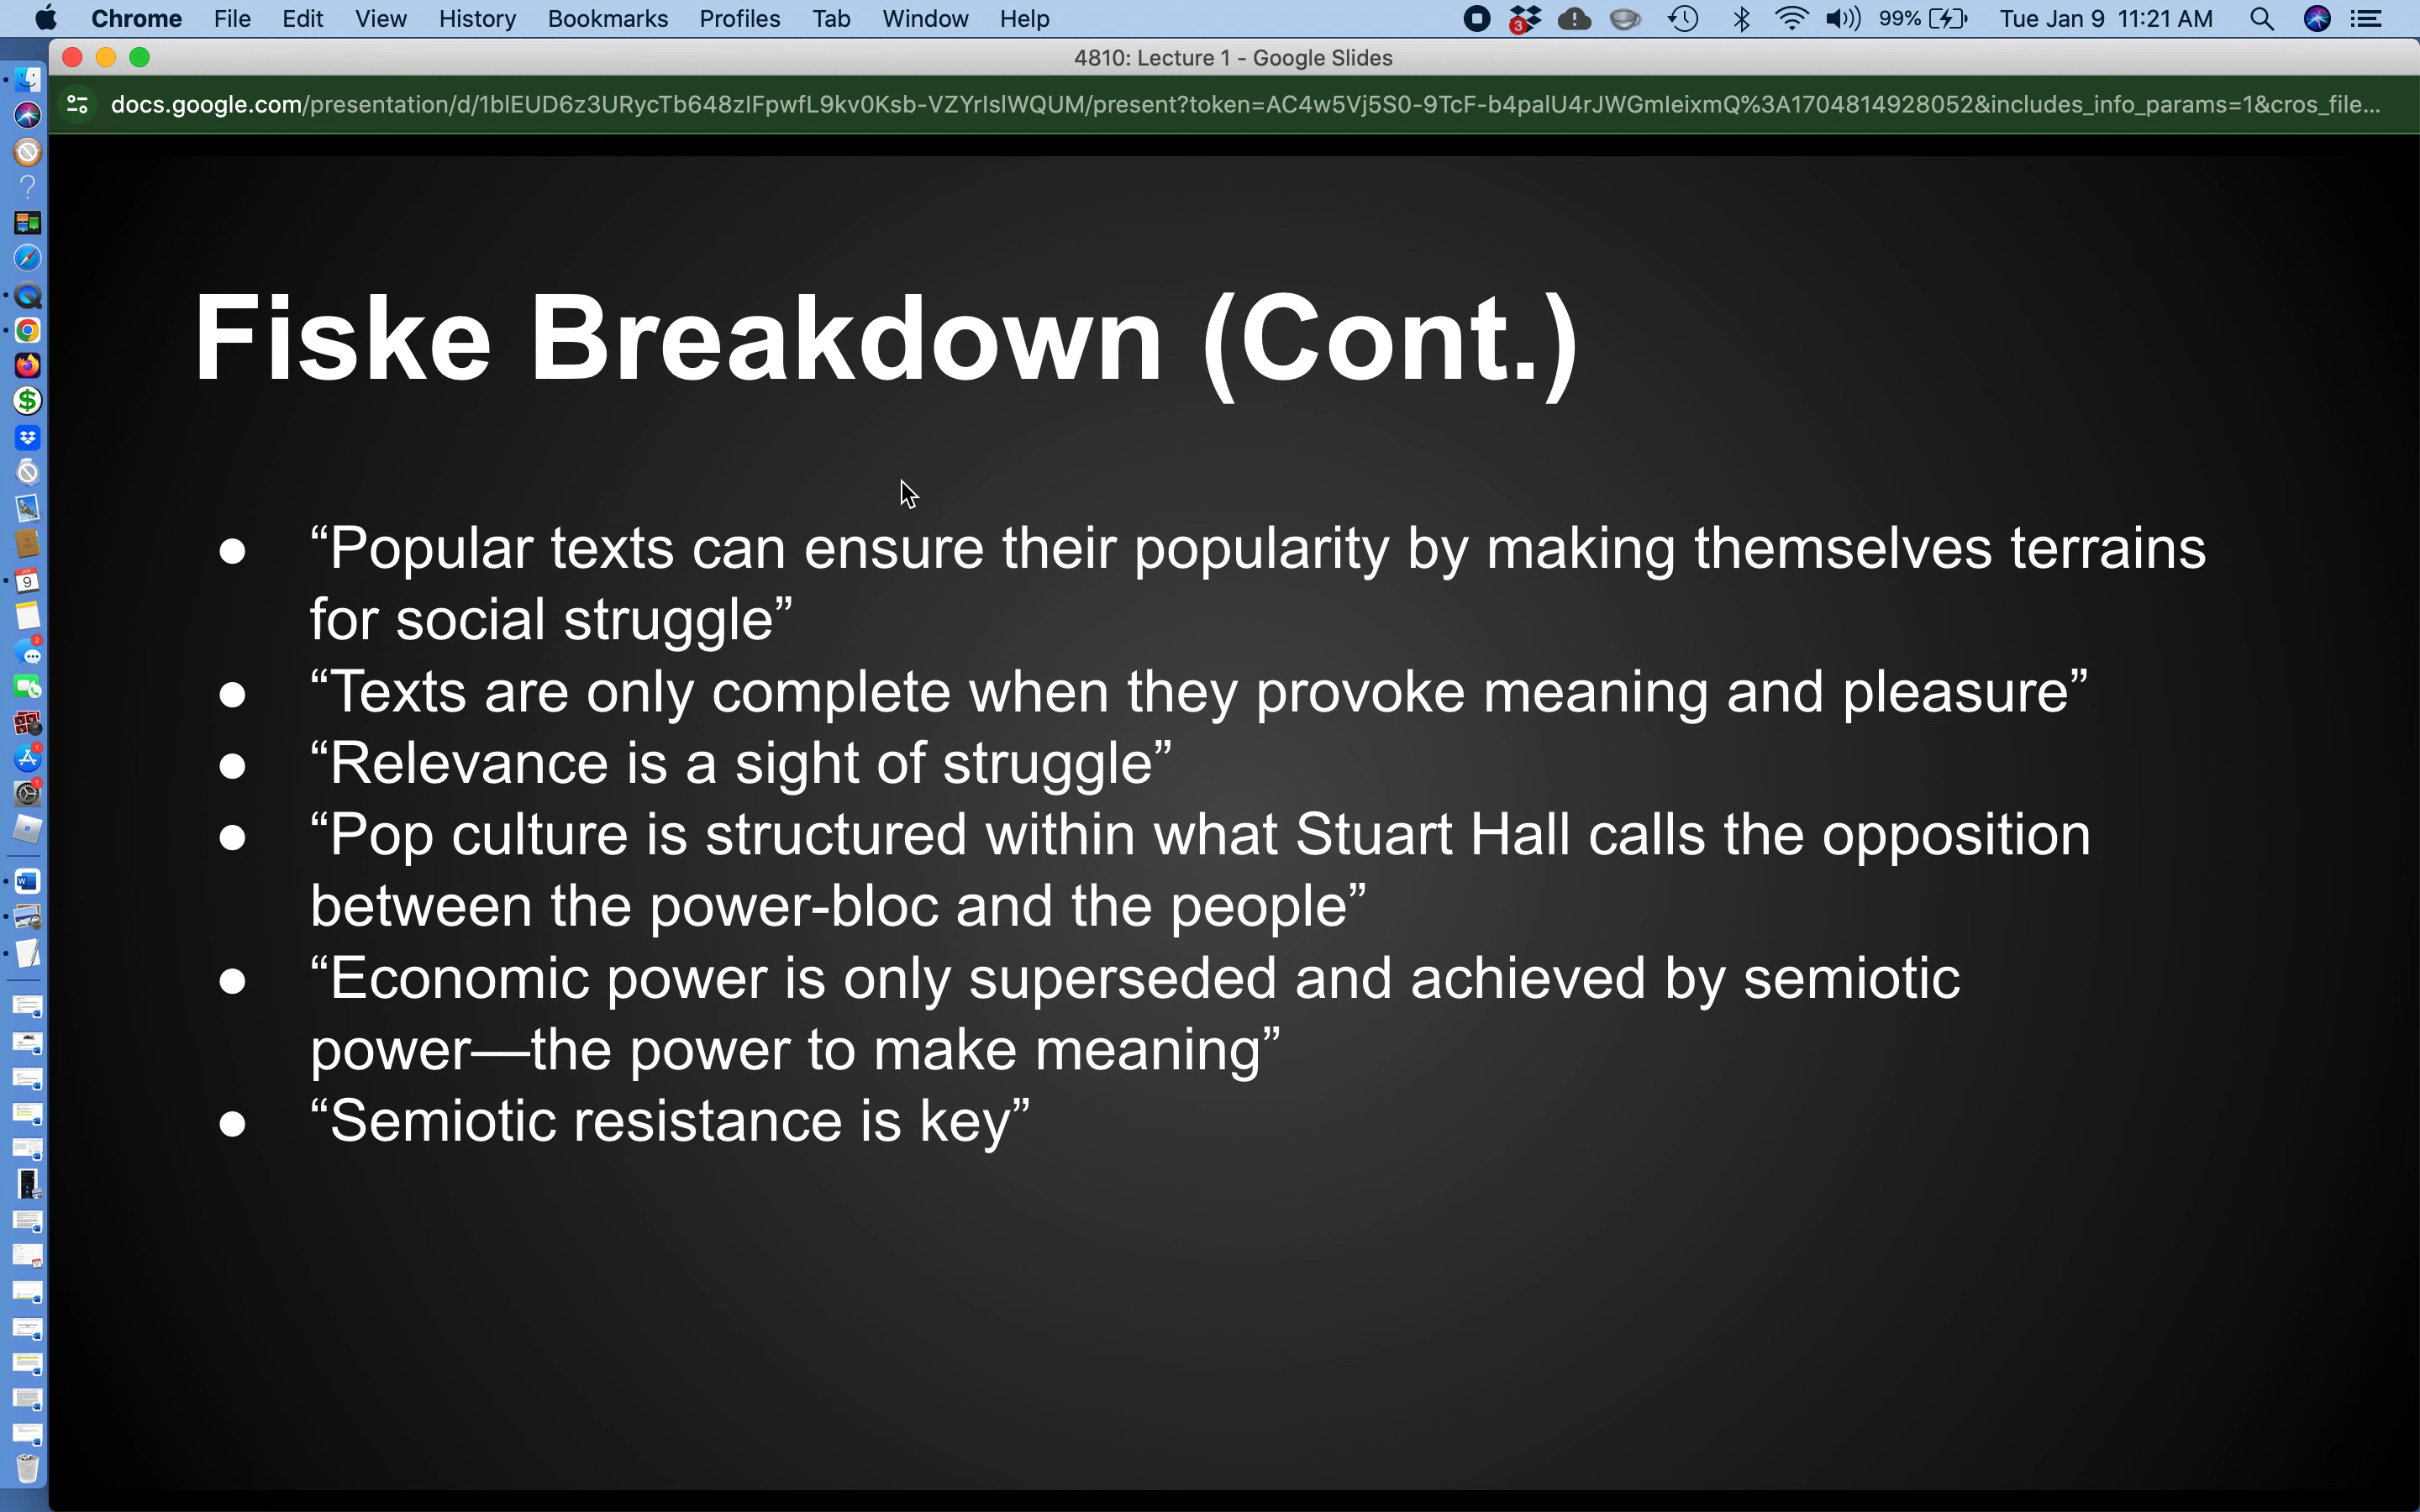 Chrome File Edit View History Bookmarks Profiles Tab Window Help 3 99% Tue Jan 9 11:21 AM
4810: Lecture 1 - Google Slides
docs.google.com/presentation/d/1blEUD6z3URycTb648zlFpwfL9kv0Ksb-VZYrIslWQUM/present?token=AC4w5Vj5S0-9TcF-b4palU4rJWGmleixmQ%3A1704814928052&includes_info_params=1&cros_file...
Fiske Breakdown (Cont.)
● “Popular texts can ensure their popularity by making themselves terrains
for social struggle”
● “Texts are only complete when they provoke meaning and pleasure”
● “Relevance is a sight of struggle”
● “Pop culture is structured within what Stuart Hall calls the opposition
between the power-bloc and the people”
● “Economic power is only superseded and achieved by semiotic
power—the power to make meaning”
● “Semiotic resistance is key”